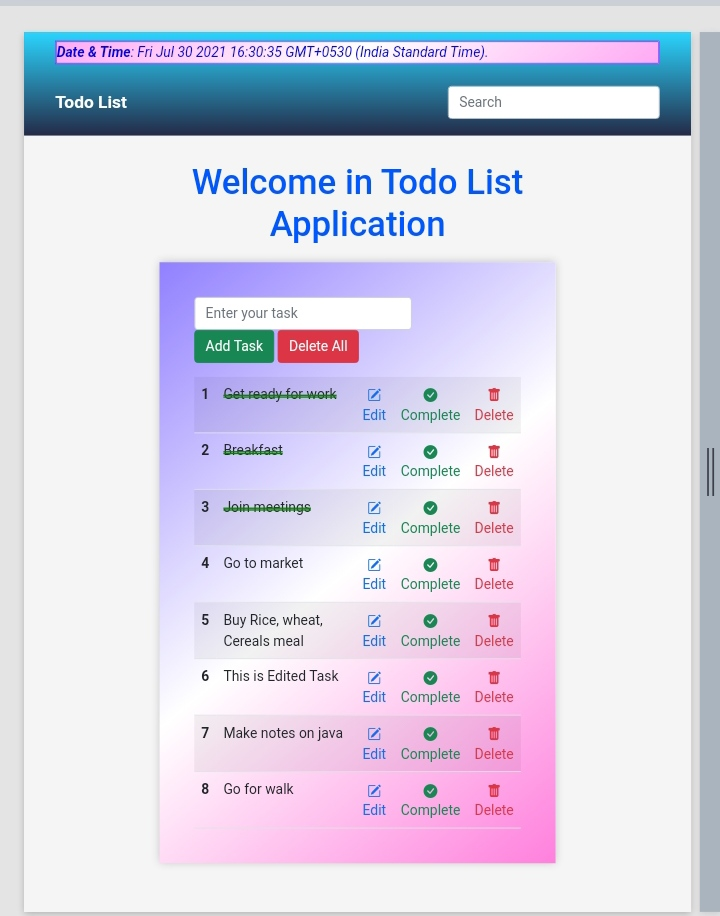 Date & Time: Fri Jul 30 2021 16:30:35 GMT+0530 (India Standard Time).
Todo List
Search
Welcome in Todo List
Application
Enter your task
Add Task Delete All
1 Get ready for work Edit Complete Delete
2 Breakfast Edit Complete Delete
3 Join meetings Edit Complete Delete
4 Go to market Edit Complete Delete
5 Buy Rice, wheat,
Cereals meal Edit Complete Delete
6 This is Edited Task Edit Complete Delete
7 Make notes on java Edit Complete Delete
8 Go for walk Edit Complete Delete